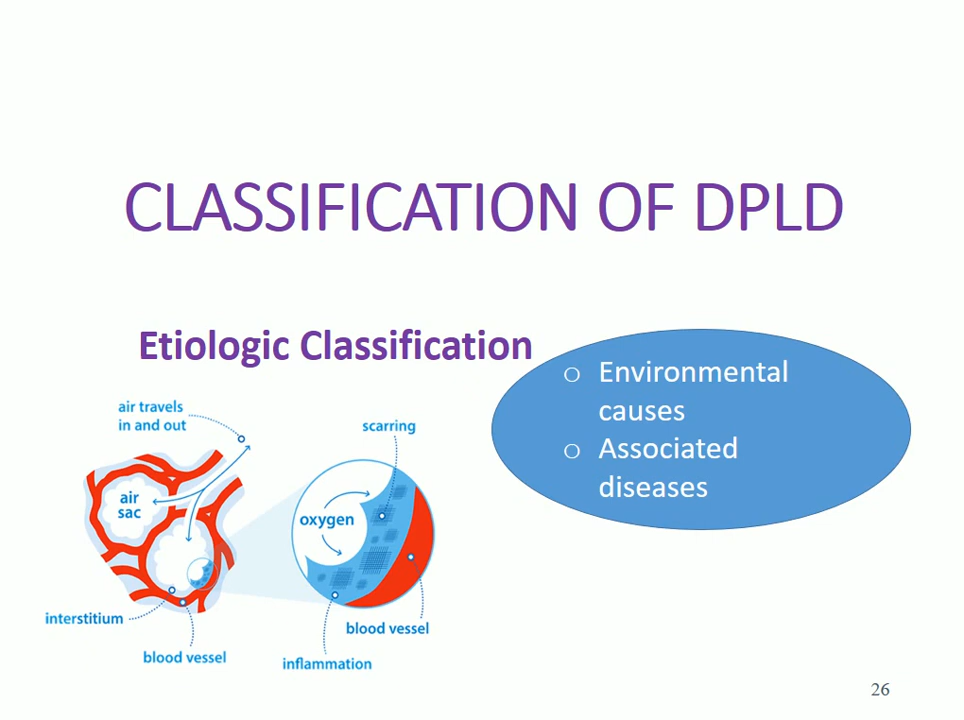 CLASSIFICATION OF DPLD
Etiologic Classification
o Environmental
causes
o Associated
diseases
air travels
in and out
scarring
air
sac
oxygen
interstitium
blood vessel
blood vessel
inflammation
26